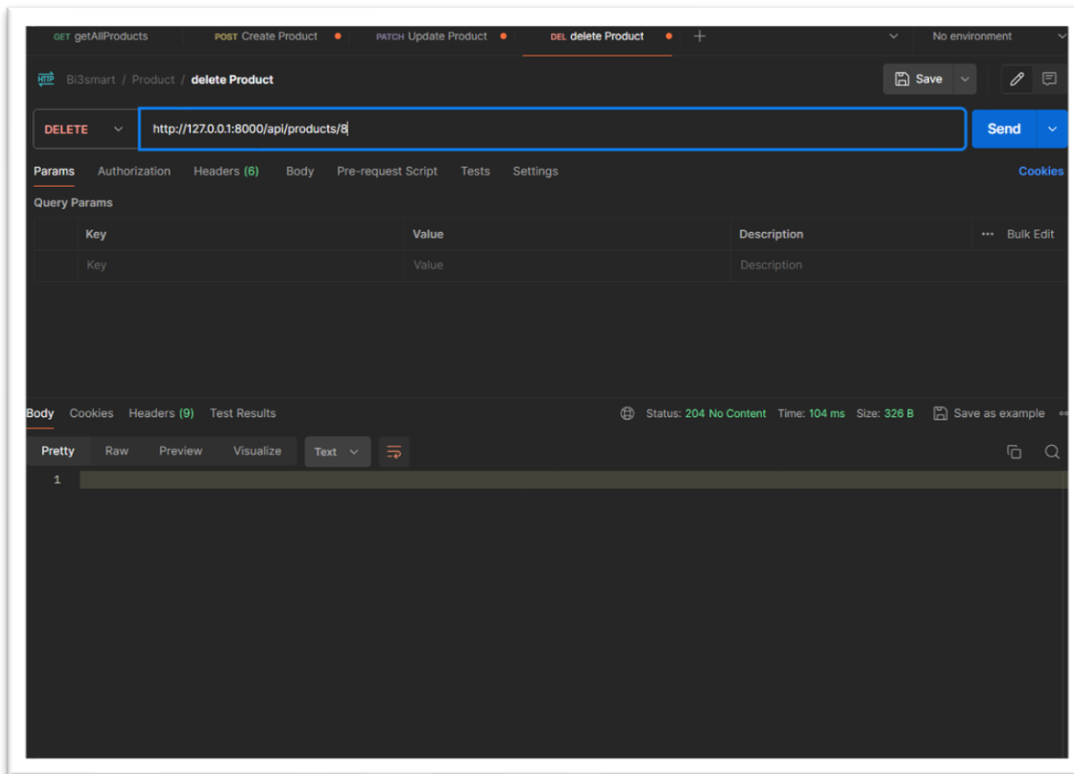 GET getAllProducts POST Create Product PATCH Update Product DEL delete Product No environment
HTTP Bi3smart / Product / delete Product Save
DELETE http://127.0.0.1:8000/api/products/8 Send
Params Authorization Headers (6) Body Pre-request Script Tests Settings Cookies
Query Params
Key Value Description ••• Bulk Edit
Key Value Description
Body Cookies Headers (9) Test Results Status: 204 No Content Time: 104 ms Size: 326 B Save as example
Pretty Raw Preview Visualize Text
1